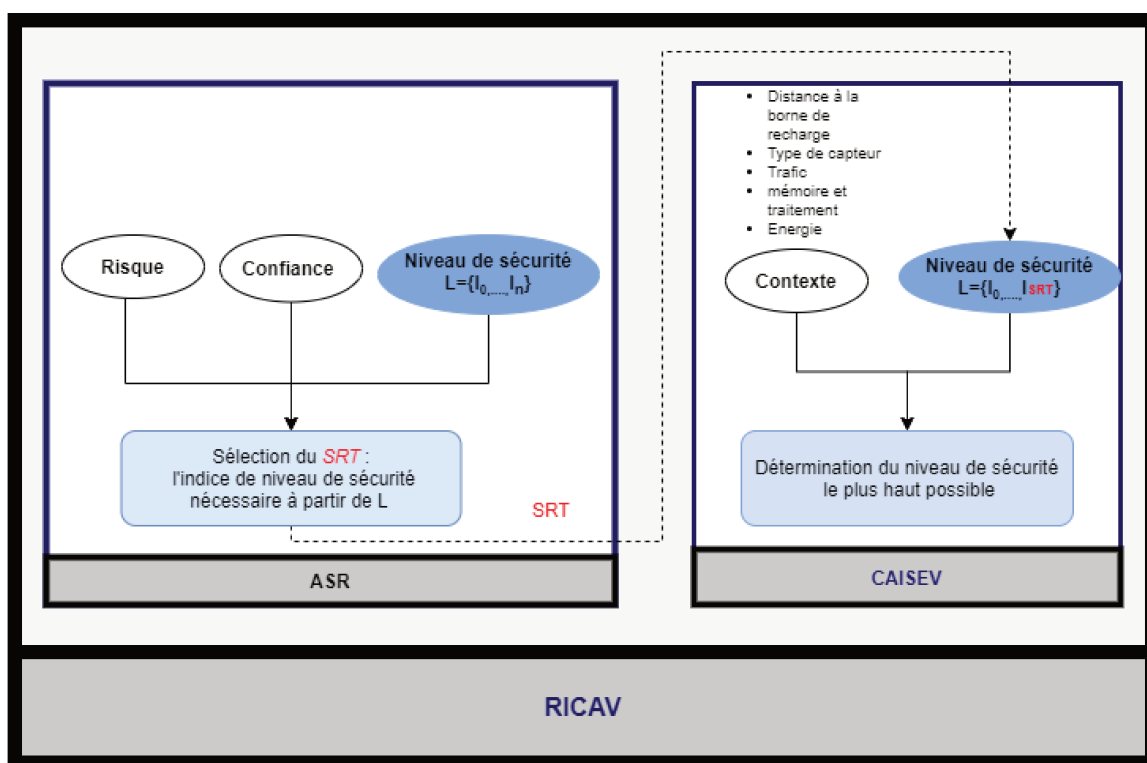 Risque
Confiance
Niveau de sécurité
L={l0,....,ln}
Sélection du SRT :
l'indice de niveau de sécurité
nécessaire à partir de L
SRT
ASR
▪ Distance à la
borne de
recharge
▪ Type de capteur
▪ Trafic
▪ mémoire et
traitement
▪ Energie
Contexte
Niveau de sécurité
L={l0,....,lSRT}
Détermination du niveau de sécurité
le plus haut possible
CAISEV
RICAV